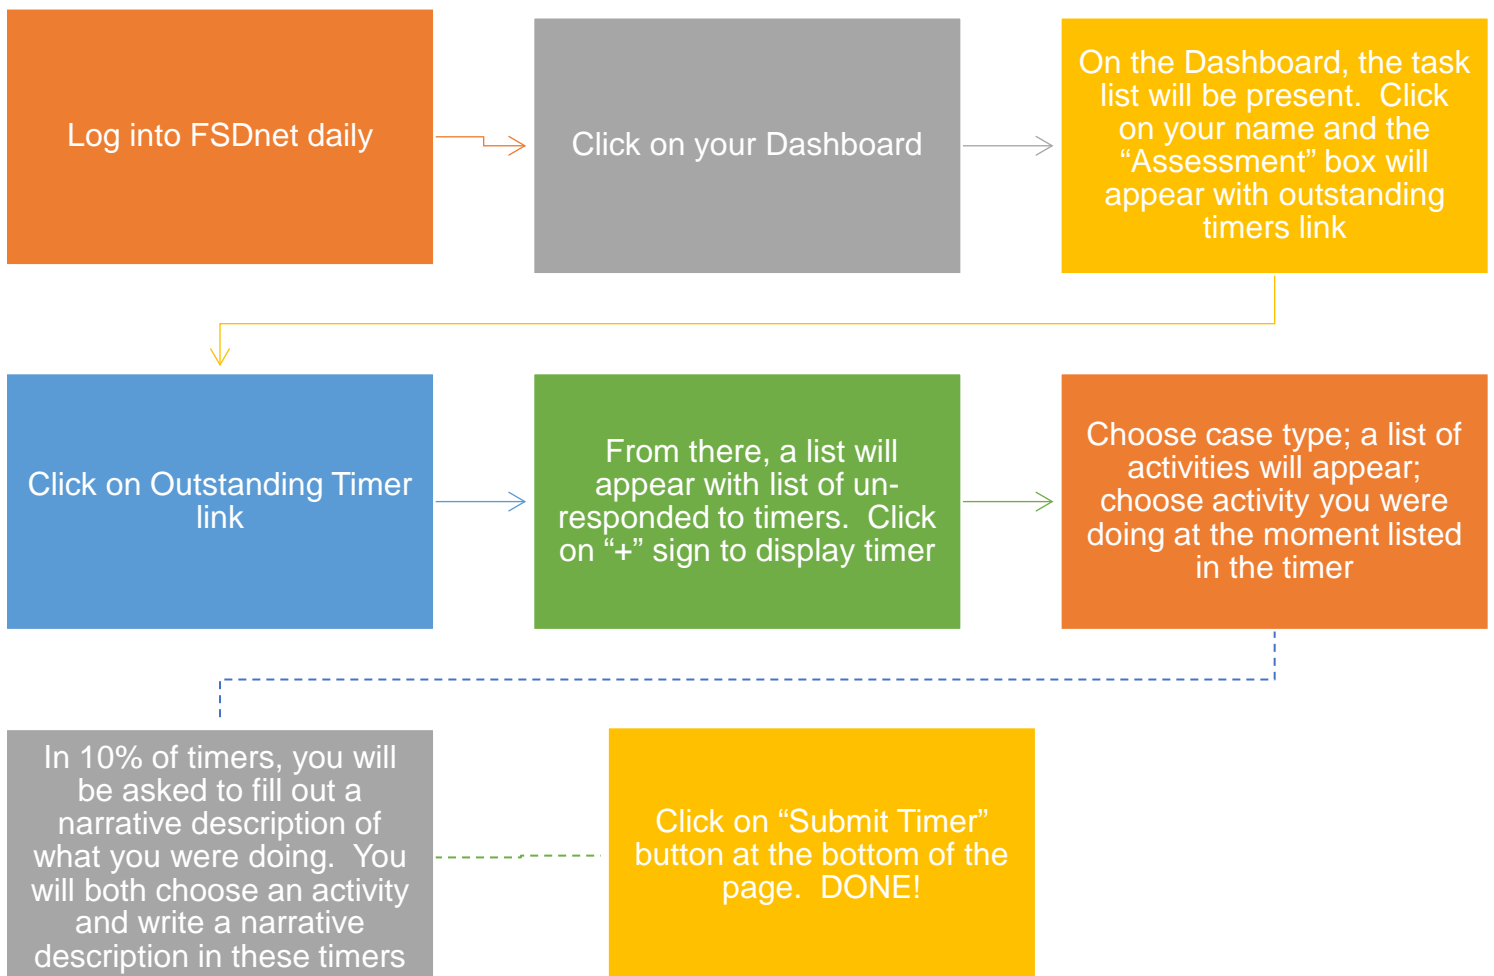 Log into FSDnet daily
Click on your Dashboard
On the Dashboard, the task
list will be present.  Click
on your name and the
“Assessment” box will
appear with outstanding
timers link
Click on Outstanding Timer
link
From there, a list will
appear with list of un-
responded to timers.  Click
on “+” sign to display timer
Choose case type; a list of
activities will appear;
choose activity you were
doing at the moment listed
in the timer
In 10% of timers, you will
be asked to fill out a
narrative description of
what you were doing.  You
will both choose an activity
and write a narrative
description in these timers
Click on “Submit Timer”
button at the bottom of the
page.  DONE!